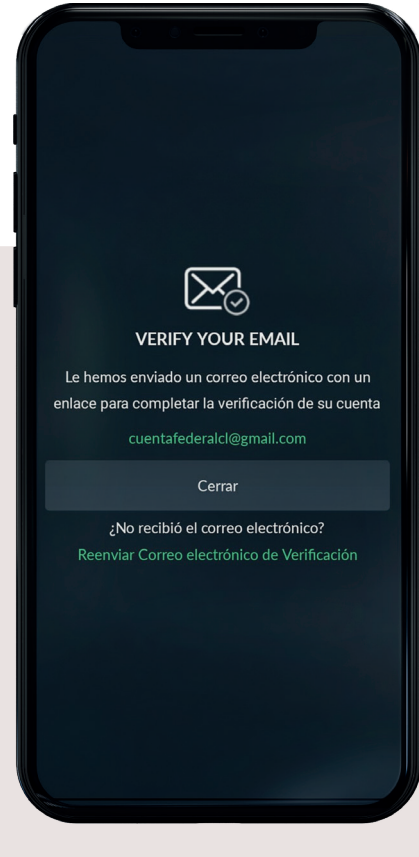 VERIFY YOUR EMAIL
Le hemos enviado un correo electrónico con un
enlace para completar la verificación de su cuenta
cuentafederalcl@gmail.com
Cerrar
¿No recibió el correo electrónico?
Reenviar Correo electrónico de Verificación